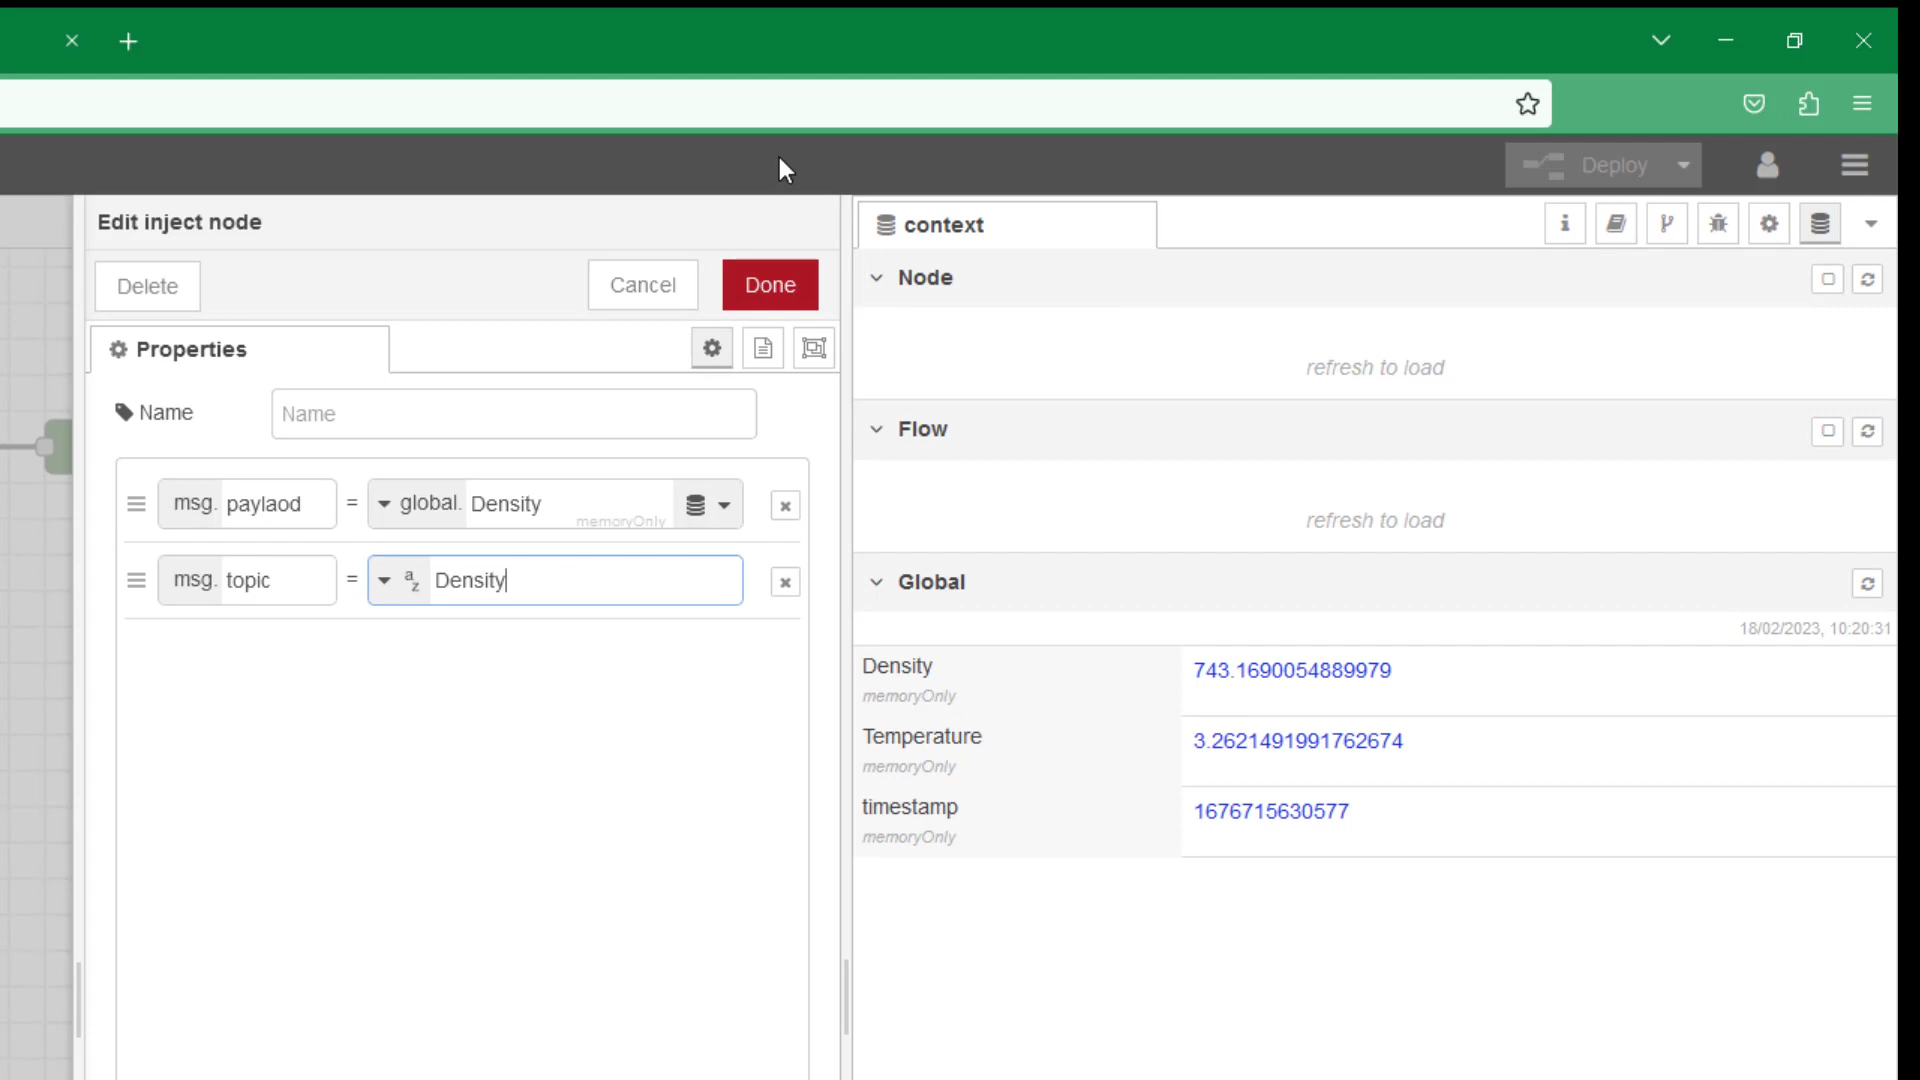 Deploy
Edit inject node
Delete
Cancel
Done
Properties
Name
Name
msg. paylaod = global. Density
memoryOnly
msg. topic = az Density
context
Node
refresh to load
Flow
refresh to load
Global
18/02/2023, 10:20:31
Density 743.1690054889979
memoryOnly
Temperature 3.2621491991762674
memoryOnly
timestamp 1676715630577
memoryOnly